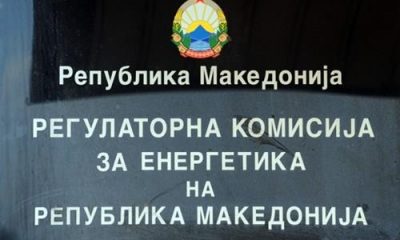 Република Македонија
РЕГУЛАТОРНА КОМИСИЈА
ЗА ЕНЕРГЕТИКА
НА
РЕПУБЛИКА МАКЕДОНИЈА